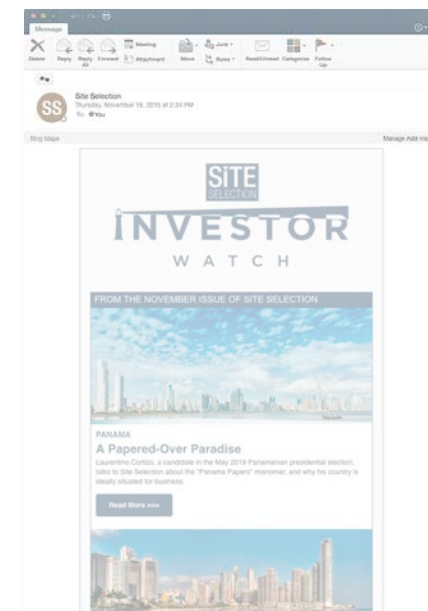 Message
Delete
Reply
Reply All
Forward
Meeting
Attachment
Move
Junk
Rules
Read/Unread
Categorize
Follow Up
SS
Site Selection
Thursday, November 15, 2015 at 2:34 PM
To: You
Bing Maps
Manage Add-ins
SiTE
SELECTION
INVESTOR
WATCH
FROM THE NOVEMBER ISSUE OF SITE SELECTION
PANAMA
A Papered-Over Paradise
Laurentino Cortizo, a candidate in the May 2019 Panamanian presidential election,
talks to Site Selection about the "Panama Papers" misnomer, and why his country is
ideally situated for business.
Read More >>>